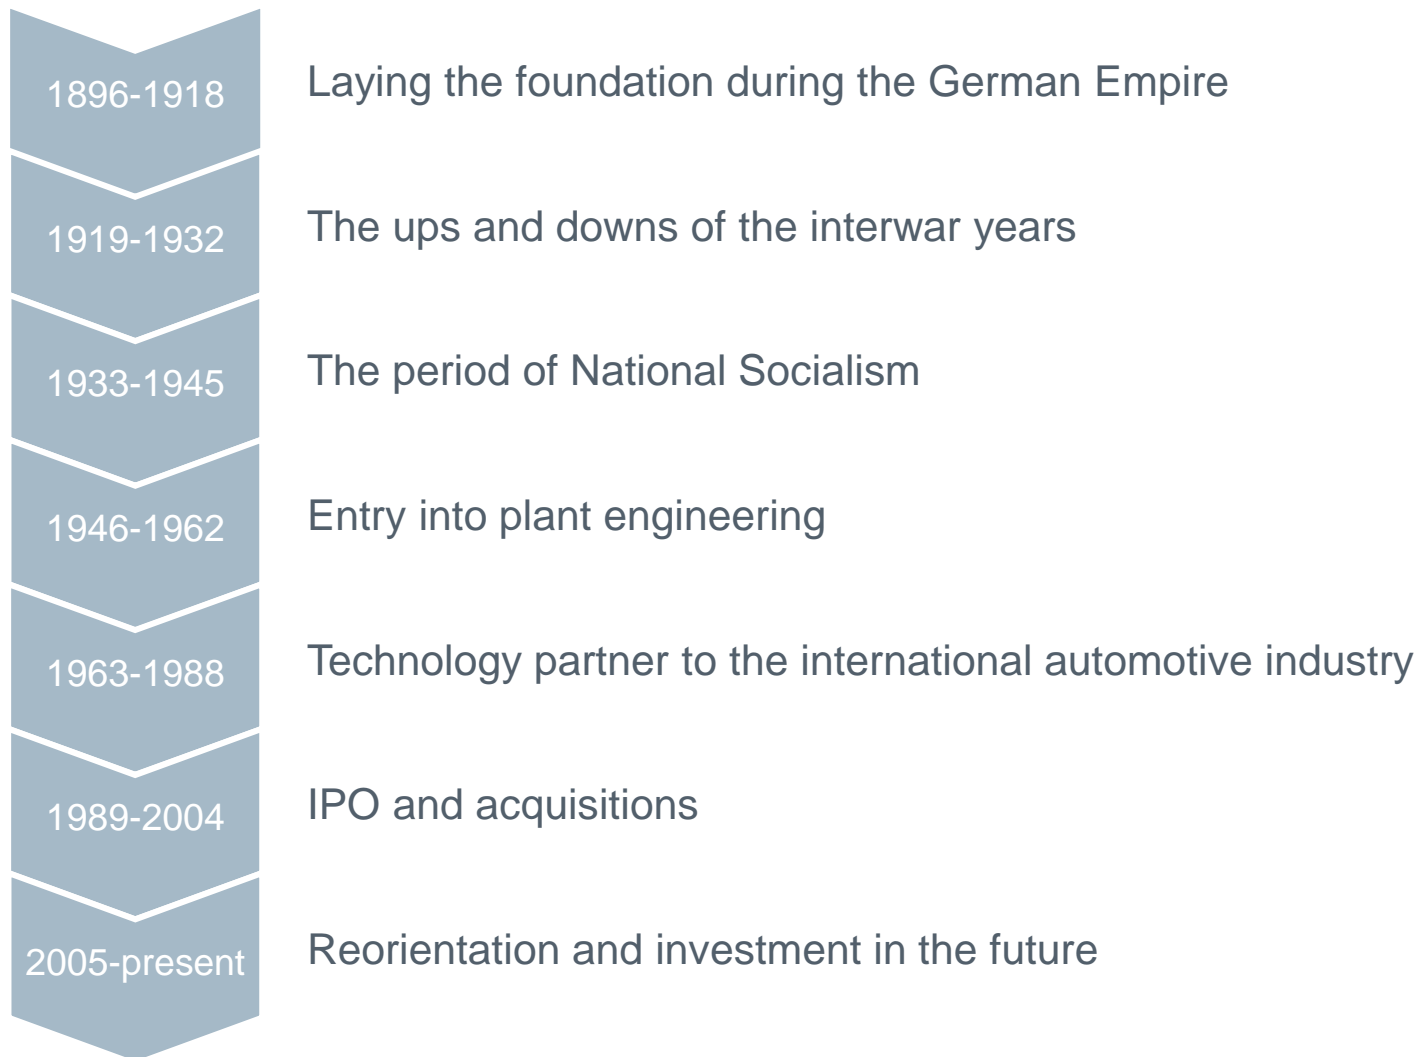 1896-1918
Laying the foundation during the German Empire
1919-1932
The ups and downs of the interwar years
1933-1945
The period of National Socialism
1946-1962
Entry into plant engineering
1963-1988
Technology partner to the international automotive industry
1989-2004
IPO and acquisitions
2005-present
Reorientation and investment in the future